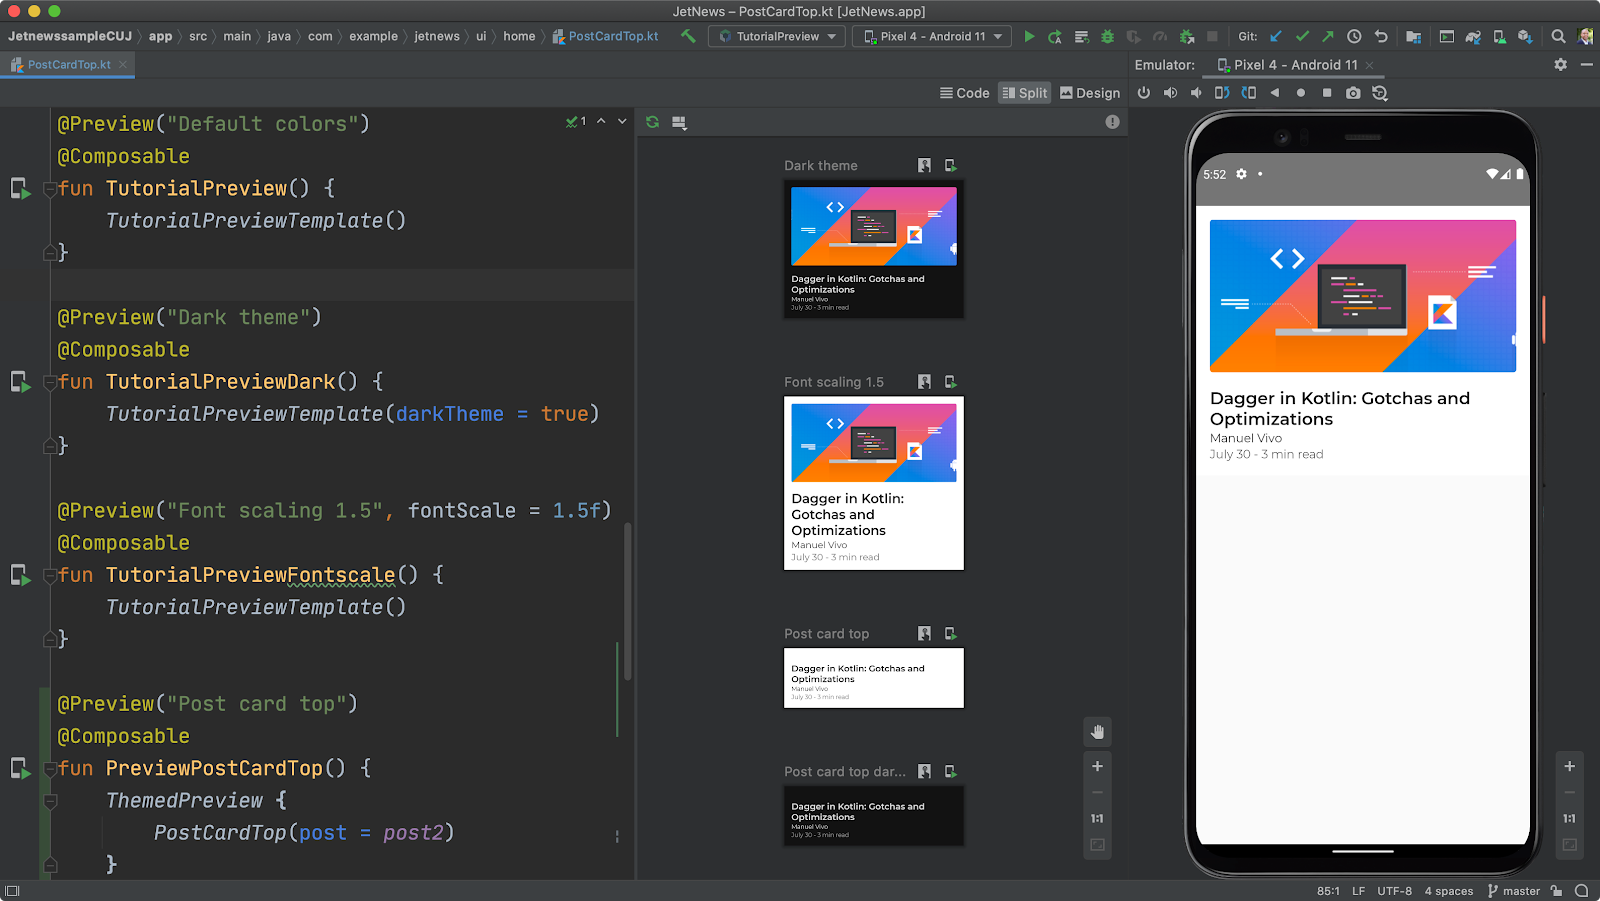 JetNews – PostCardTop.kt [JetNews.app]
JetnewssampleCUJ app src main java com example jetnews ui home PostCardTop.kt TutorialPreview Pixel 4 - Android 11 Git:
PostCardTop.kt
Emulator: Pixel 4 - Android 11
Code Split Design
@Preview("Default colors")
1
@Composable
fun TutorialPreview() {
TutorialPreviewTemplate()
}
@Preview("Dark theme")
@Composable
fun TutorialPreviewDark() {
TutorialPreviewTemplate(darkTheme = true)
}
@Preview("Font scaling 1.5", fontScale = 1.5f)
@Composable
fun TutorialPreviewFontscale() {
TutorialPreviewTemplate()
}
@Preview("Post card top")
@Composable
fun PreviewPostCardTop() {
ThemedPreview {
PostCardTop(post = post2)
}
Dark theme
Dagger in Kotlin: Gotchas and
Optimizations
Manuel Vivo
July 30 - 3 min read
Font scaling 1.5
Dagger in Kotlin:
Gotchas and
Optimizations
Manuel Vivo
July 30 - 3 min read
Post card top
Dagger in Kotlin: Gotchas and
Optimizations
Manuel Vivo
July 30 - 3 min read
Post card top dar...
Dagger in Kotlin: Gotchas and
Optimizations
Manuel Vivo
July 30 - 3 min read
1:1
5:52
Dagger in Kotlin: Gotchas and
Optimizations
Manuel Vivo
July 30 - 3 min read
1:1
85:1 LF UTF-8 4 spaces master